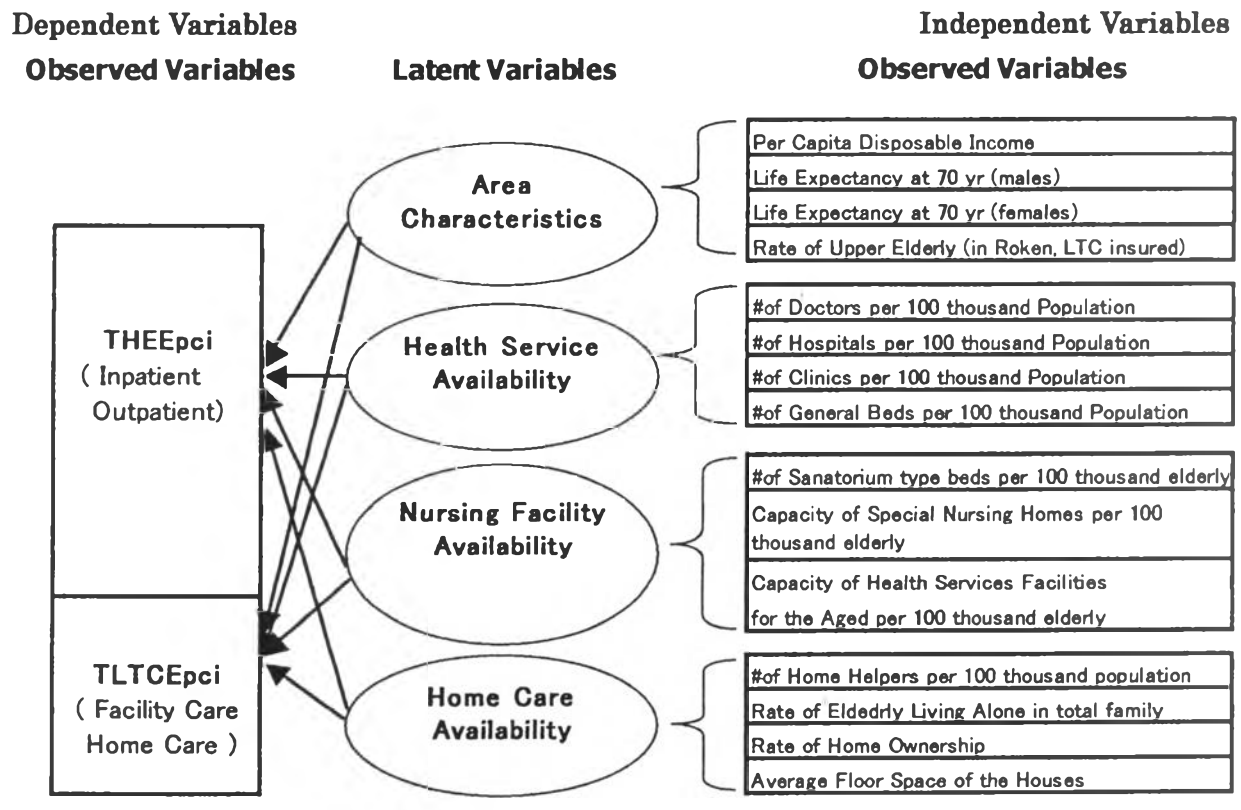 Dependent Variables
Independent Variables
Observed Variables
Latent Variables
Observed Variables
THEEpci
( Inpatient
Outpatient)
TLTCEpci
( Facility Care
Home Care )
Area
Characteristics
Health Service
Availability
Nursing Facility
Availability
Home Care
Availability
Per Capita Disposable Income
Life Expectancy at 70 yr (males)
Life Expectancy at 70 yr (females)
Rate of Upper Elderly (in Roken, LTC insured)
#of Doctors per 100 thousand Population
#of Hospitals per 100 thousand Population
#of Clinics per 100 thousand Population
#of General Beds per 100 thousand Population
#of Sanatorium type beds per 100 thousand elderly
Capacity of Special Nursing Homes per 100
thousand elderly
Capacity of Health Services Facilities
for the Aged per 100 thousand elderly
#of Home Helpers per 100 thousand population
Rate of Eldedrly Living Alone in total family
Rate of Home Ownership
Average Floor Space of the Houses